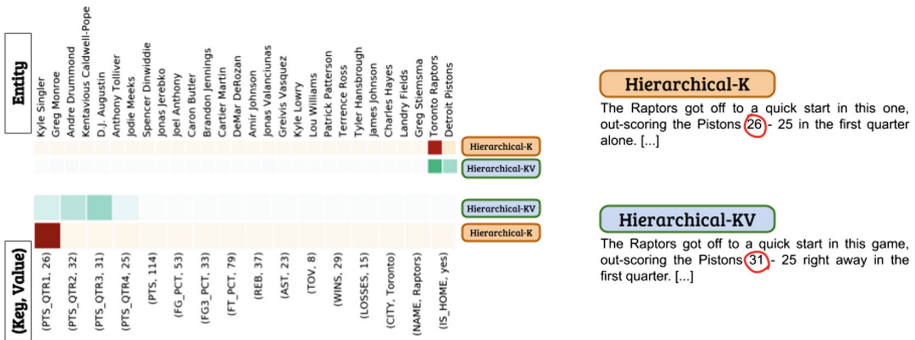 Entity
Kyle Singler
Greg Monroe
Andre Drummond
Kentavious Caldwell-Pope
D.J. Augustin
Anthony Tolliver
Jodie Meeks
Spencer Dinwiddie
Jonas Jerebko
Joel Anthony
Caron Butler
Brandon Jennings
Cartier Martin
DeMar DeRozan
Amir Johnson
Jonas Valanciunas
Greivis Vasquez
Kyle Lowry
Lou Williams
Patrick Patterson
Terrence Ross
Tyler Hansbrough
James Johnson
Charles Hayes
Landry Fields
Greg Stiemsma
Toronto Raptors
Detroit Pistons
Hierarchical-K
Hierarchical-KV
Hierarchical-KV
Hierarchical-K
(Key, Value)
(PTS_QTR1, 26)
(PTS_QTR2, 32)
(PTS_QTR3, 31)
(PTS_QTR4, 25)
(PTS, 114)
(FG_PCT, 53)
(FG3_PCT, 33)
(FT_PCT, 79)
(REB, 37)
(AST, 23)
(TOV, 8)
(WINS, 29)
(LOSSES, 15)
(CITY, Toronto)
(NAME, Raptors)
(IS_HOME, yes)
Hierarchical-K
The Raptors got off to a quick start in this one,
out-scoring the Pistons 26 - 25 in the first quarter
alone. [...]
Hierarchical-KV
The Raptors got off to a quick start in this game,
out-scoring the Pistons 31 - 25 right away in the
first quarter. [...]